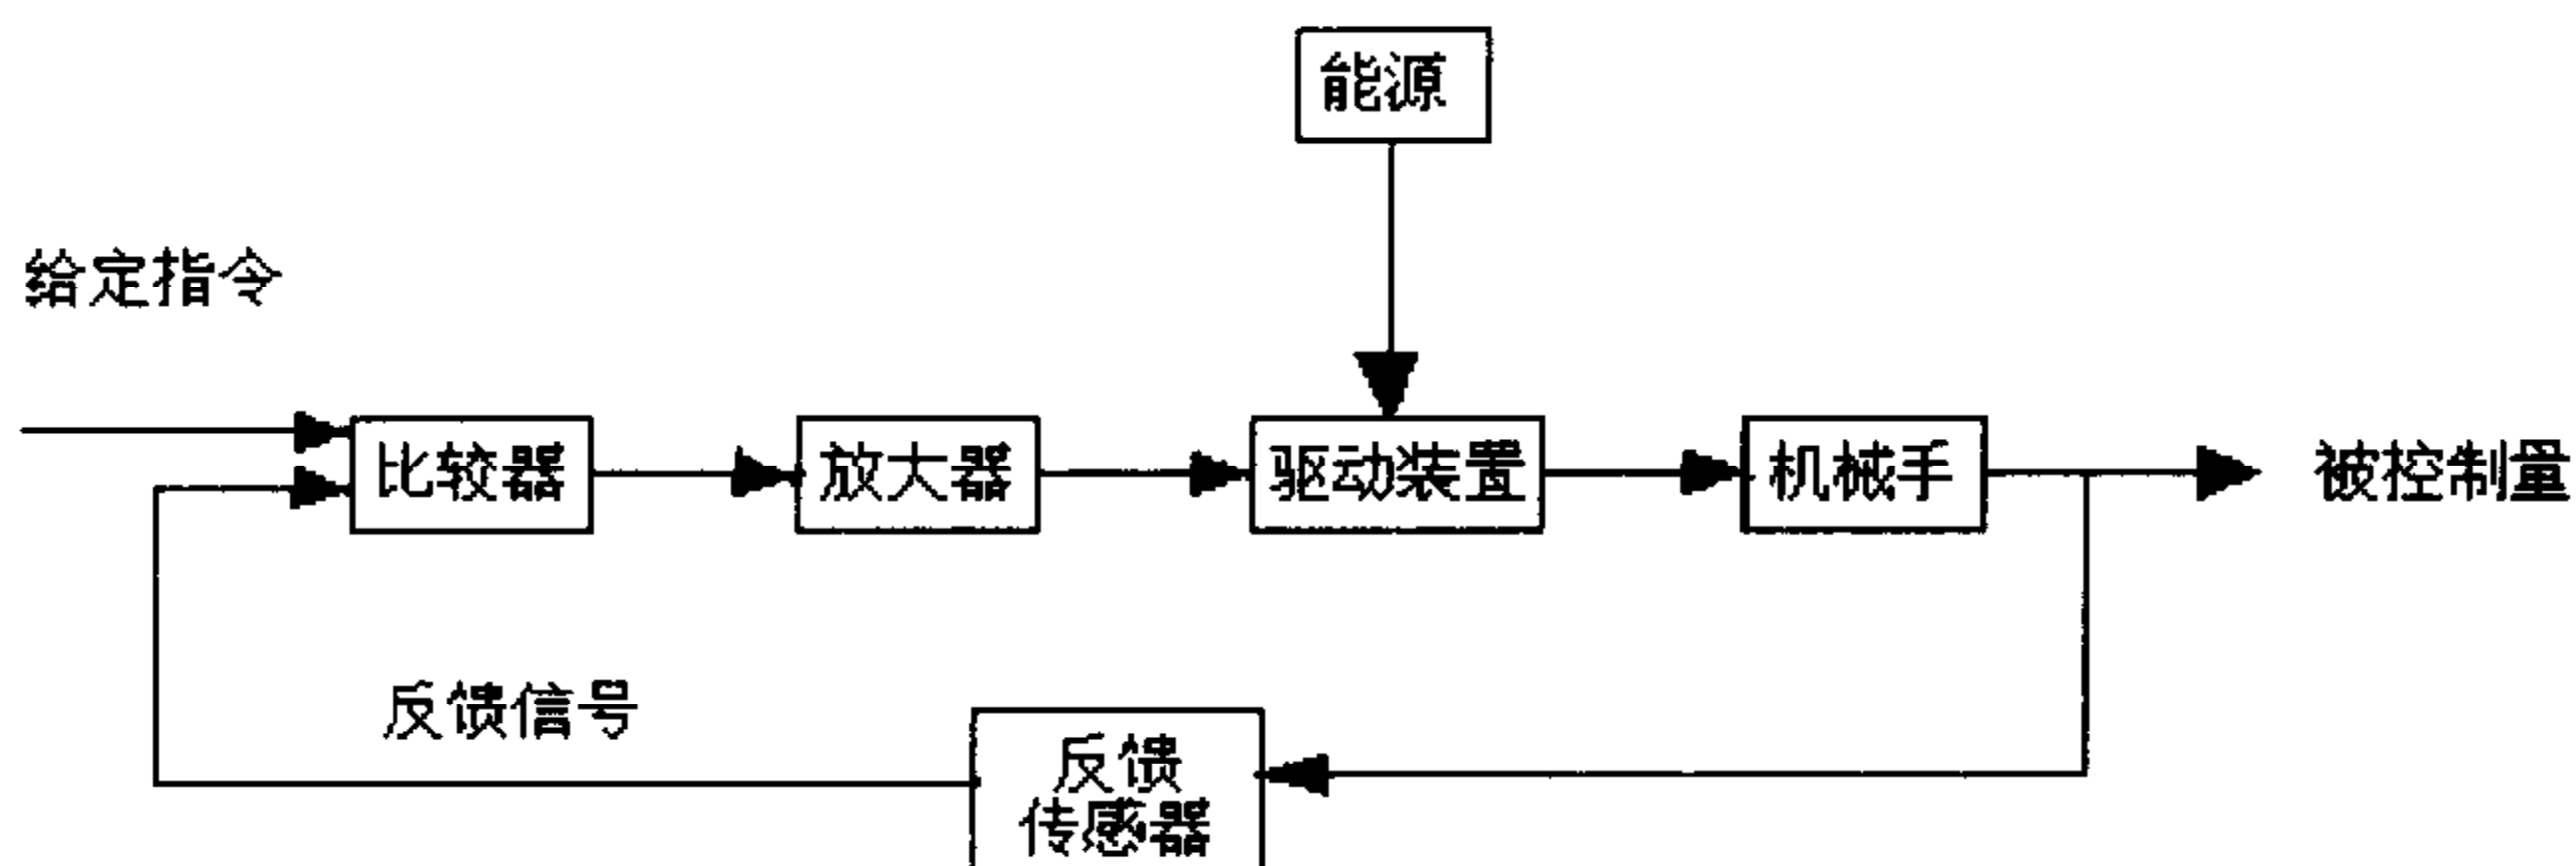 能源
给定指令
比较器
放大器
驱动装置
机械手
被控制量
反馈信号
反馈
传感器